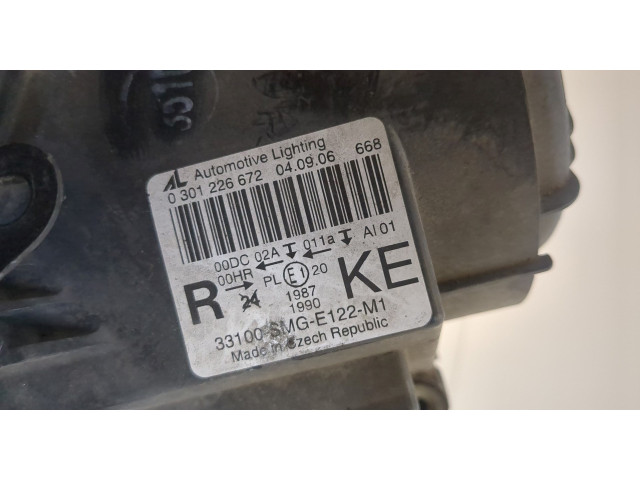 AL Automotive Lighting
0 301 226 672 04.09.06 668
00DC 02A 011a AI 01
00HR PL E1 20
R 24 1987 KE
1990
33100-SMG-E122-M1
Made in Czech Republic